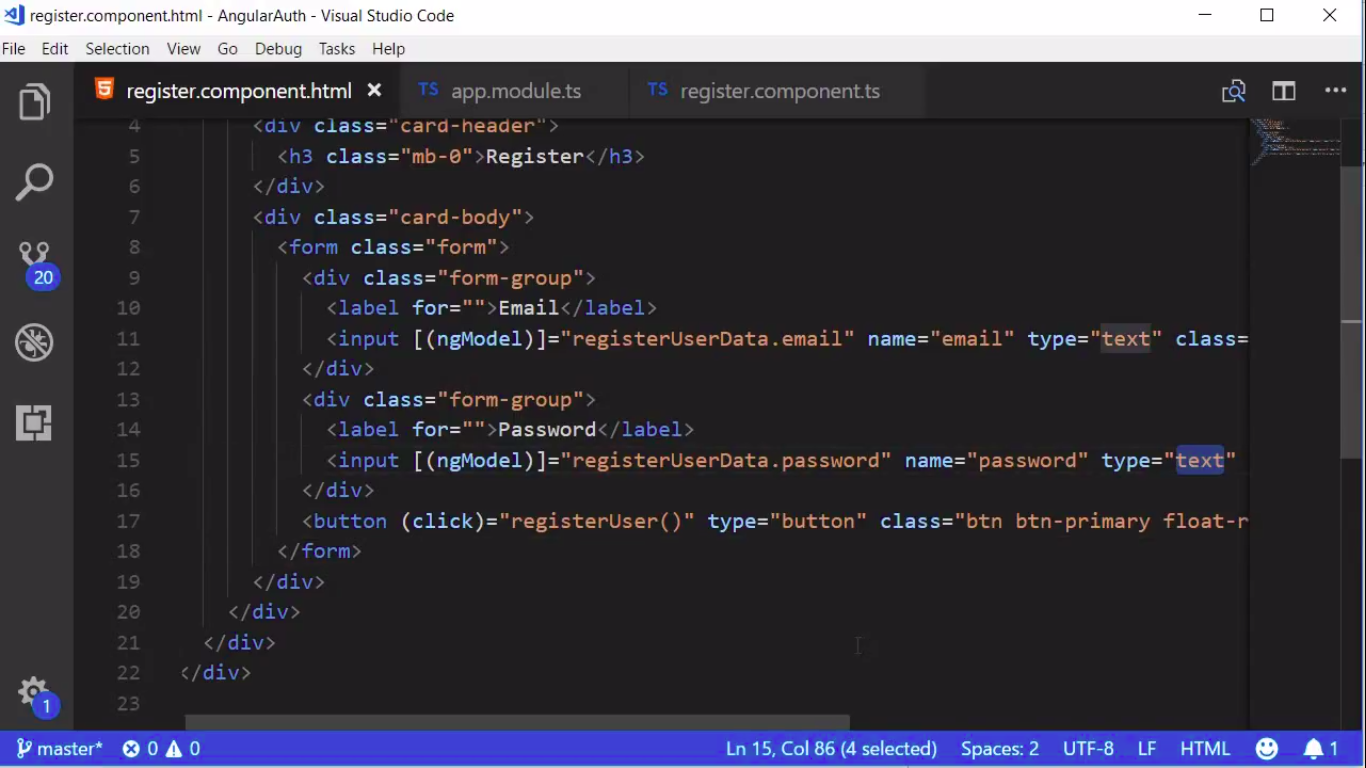 register.component.html - AngularAuth - Visual Studio Code
File Edit Selection View Go Debug Tasks Help
register.component.html TS app.module.ts TS register.component.ts
4 <div class="card-header">
5 <h3 class="mb-0">Register</h3>
6 </div>
7 <div class="card-body">
8 <form class="form">
9 <div class="form-group">
10 <label for="">Email</label>
11 <input [(ngModel)]="registerUserData.email" name="email" type="text" class=
12 </div>
13 <div class="form-group">
14 <label for="">Password</label>
15 <input [(ngModel)]="registerUserData.password" name="password" type="text"
16 </div>
17 <button (click)="registerUser()" type="button" class="btn btn-primary float-r
18 </form>
19 </div>
20 </div>
21 </div>
22 </div>
23
20
1
master* 0 0 Ln 15, Col 86 (4 selected) Spaces: 2 UTF-8 LF HTML 1